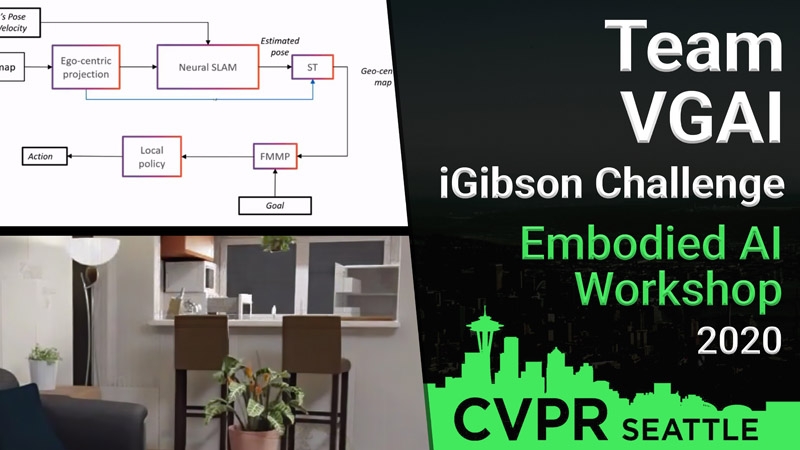 's Pose
elocity
map
Ego-centric
projection
Neural SLAM
Estimated
pose
ST
Geo-cen
map
Action
Local
policy
FMMP
Goal
Team
VGAI
iGibson Challenge
Embodied AI
Workshop
2020
CVPR SEATTLE